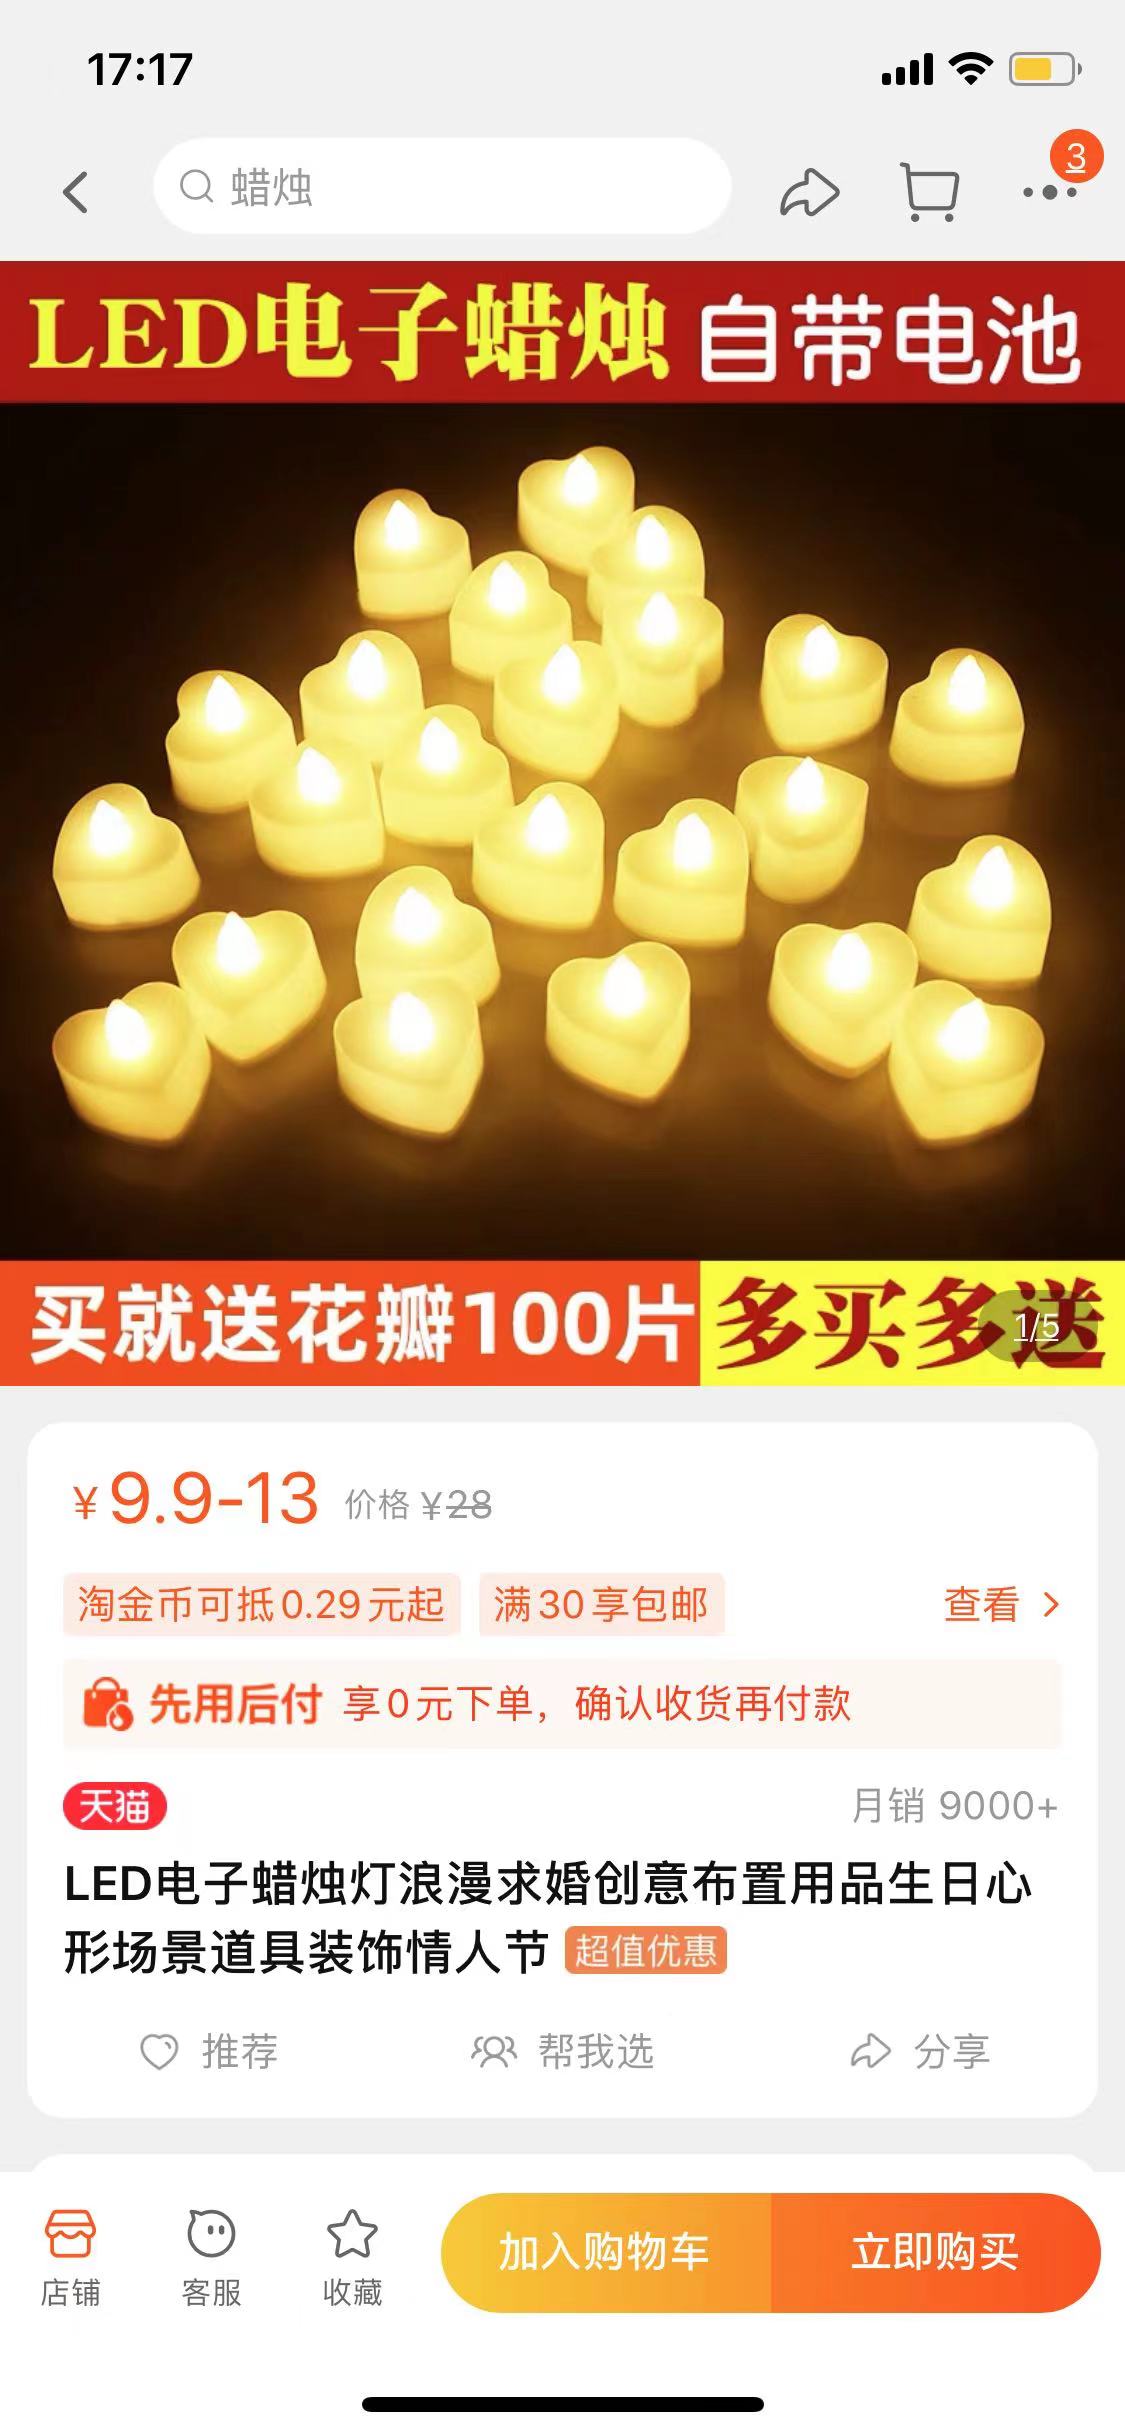 17:17
蜡烛
3
LED电子蜡烛 自带电池
买就送花瓣100片 多买多送
1/5
¥9.9-13 价格 ¥28
淘金币可抵0.29元起 满30享包邮 查看
先用后付 享0元下单，确认收货再付款
天猫 月销 9000+
LED电子蜡烛灯浪漫求婚创意布置用品生日心
形场景道具装饰情人节 超值优惠
推荐 帮我选 分享
店铺 客服 收藏 加入购物车 立即购买